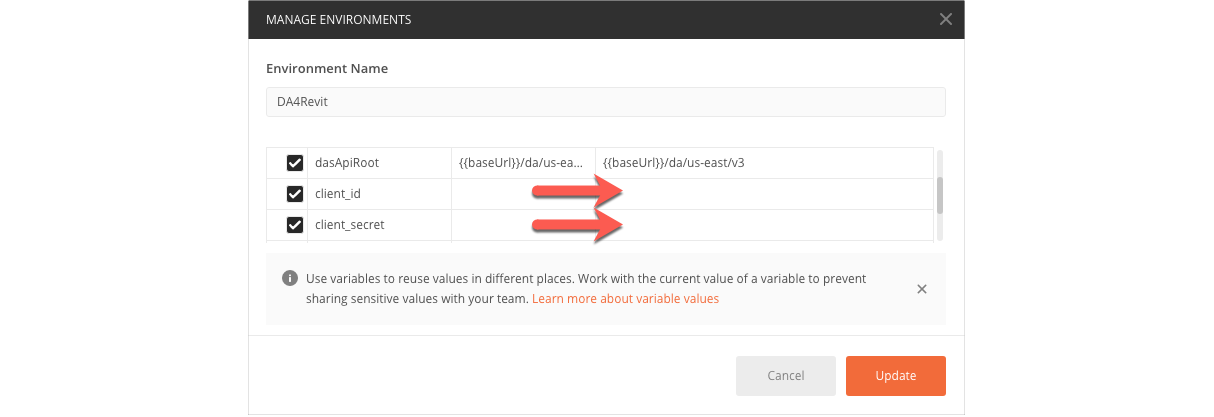 MANAGE ENVIRONMENTS
Environment Name
DA4Revit
dasApiRoot {{baseUrl}}/da/us-ea... {{baseUrl}}/da/us-east/v3
client_id
client_secret
Use variables to reuse values in different places. Work with the current value of a variable to prevent
sharing sensitive values with your team. Learn more about variable values
Cancel Update